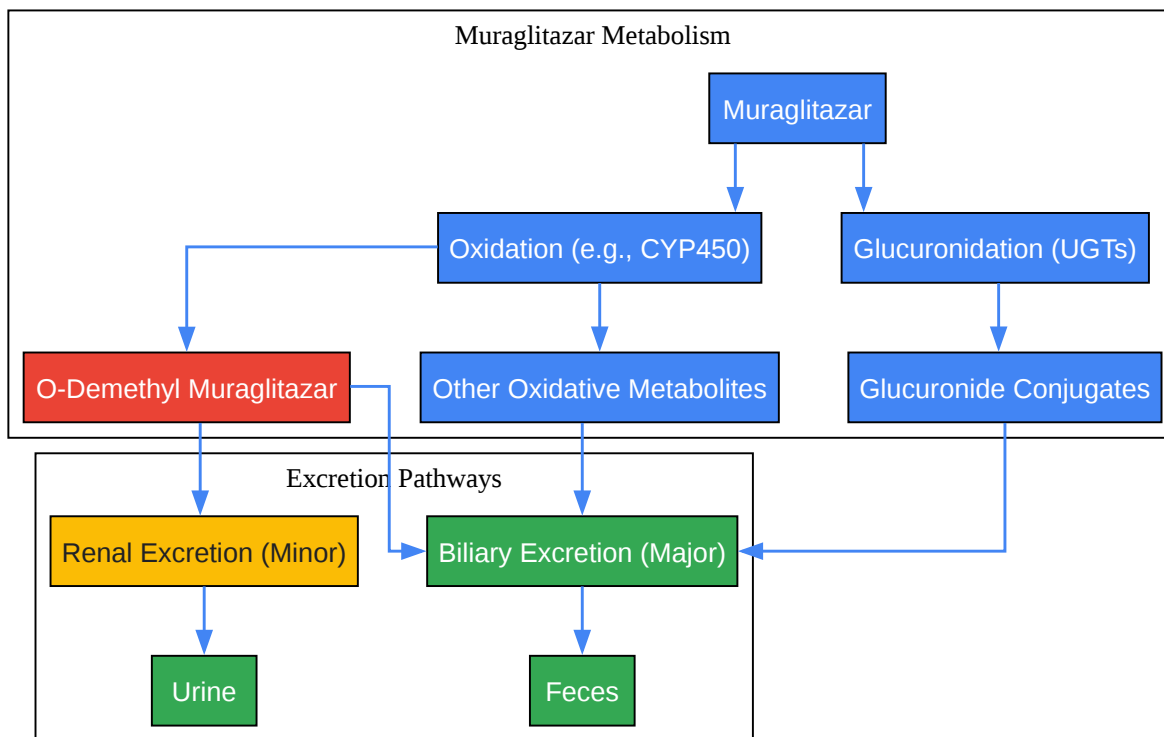 Muraglitazar Metabolism
Muraglitazar
Oxidation (e.g., CYP450)
Glucuronidation (UGTs)
O-Demethyl Muraglitazar
Other Oxidative Metabolites
Glucuronide Conjugates
Excretion Pathways
Renal Excretion (Minor)
Biliary Excretion (Major)
Urine
Feces